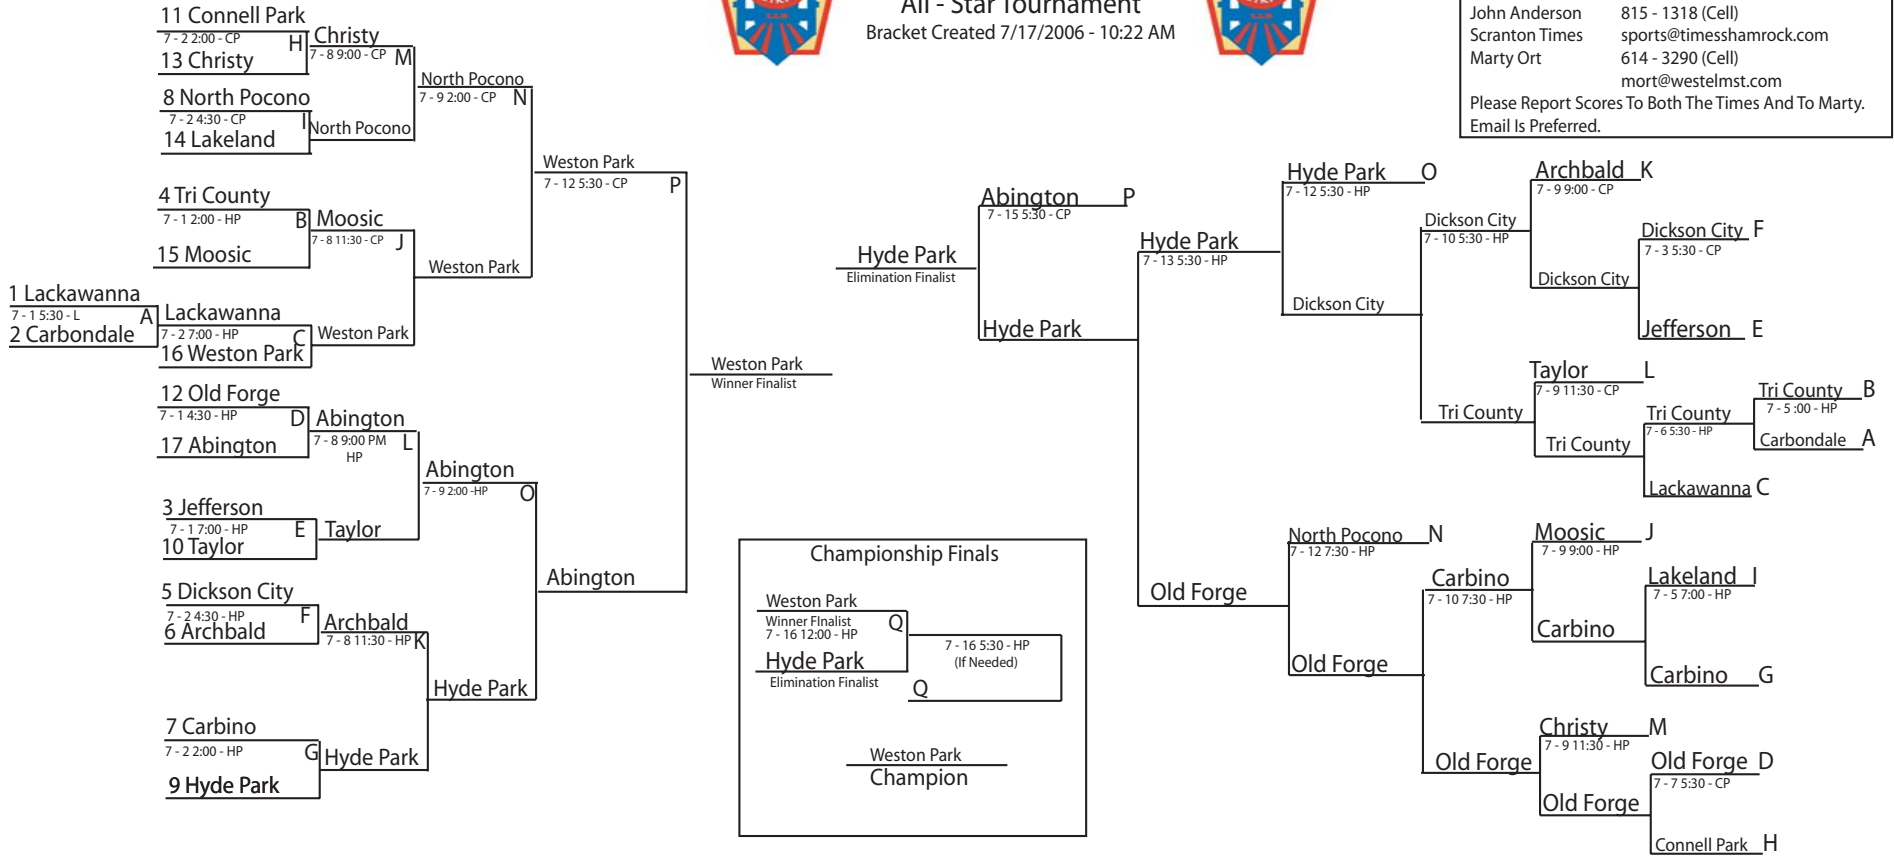 All - Star Tournament
Bracket Created 7/17/2006 - 10:22 AM
John Anderson 815 - 1318 (Cell)
Scranton Times sports@timesshamrock.com
Marty Ort 614 - 3290 (Cell)
mort@westelmst.com
Please Report Scores To Both The Times And To Marty.
Email Is Preferred.
11 Connell Park
7 - 2 2:00 - CP
H
13 Christy
Christy
7 - 8 9:00 - CP
M
8 North Pocono
7 - 2 4:30 - CP
I
14 Lakeland
North Pocono
North Pocono
7 - 9 2:00 - CP
N
4 Tri County
7 - 1 2:00 - HP
B
15 Moosic
Moosic
7 - 8 11:30 - CP
J
Weston Park
1 Lackawanna
7 - 1 5:30 - L
A
2 Carbondale
Lackawanna
7 - 2 7:00 - HP
C
16 Weston Park
Weston Park
Weston Park
7 - 12 5:30 - CP
P
12 Old Forge
7 - 1 4:30 - HP
D
17 Abington
Abington
7 - 8 9:00 PM
HP
L
3 Jefferson
7 - 1 7:00 - HP
E
10 Taylor
Taylor
Abington
7 - 9 2:00 -HP
O
5 Dickson City
7 - 2 4:30 - HP
F
6 Archbald
Archbald
7 - 8 11:30 - HP
K
7 Carbino
7 - 2 2:00 - HP
G
9 Hyde Park
Hyde Park
Hyde Park
Abington
Weston Park
Winner Finalist
Hyde Park
Elimination Finalist
Abington P
7 - 15 5:30 - CP
Hyde Park
Hyde Park
7 - 13 5:30 - HP
Hyde Park O
7 - 12 5:30 - HP
Dickson City
Dickson City
7 - 10 5:30 - HP
Archbald K
7 - 9 9:00 - CP
Dickson City
Dickson City F
7 - 3 5:30 - CP
Jefferson E
Taylor L
7 - 9 11:30 - CP
Tri County
Tri County
Tri County
7 - 6 5:30 - HP
Tri County B
7 - 5 :00 - HP
Carbondale A
Lackawanna C
Old Forge
North Pocono N
7 - 12 7:30 - HP
Old Forge
Carbino
7 - 10 7:30 - HP
Moosic J
7 - 9 9:00 - HP
Carbino
Lakeland I
7 - 5 7:00 - HP
Carbino G
Old Forge
Christy M
7 - 9 11:30 - HP
Old Forge
Old Forge D
7 - 7 5:30 - CP
Connell Park H
Championship Finals
Weston Park
Winner FInalist
7 - 16 12:00 - HP
Q
Hyde Park
Elimination Finalist
7 - 16 5:30 - HP
(If Needed)
Q
Weston Park
Champion